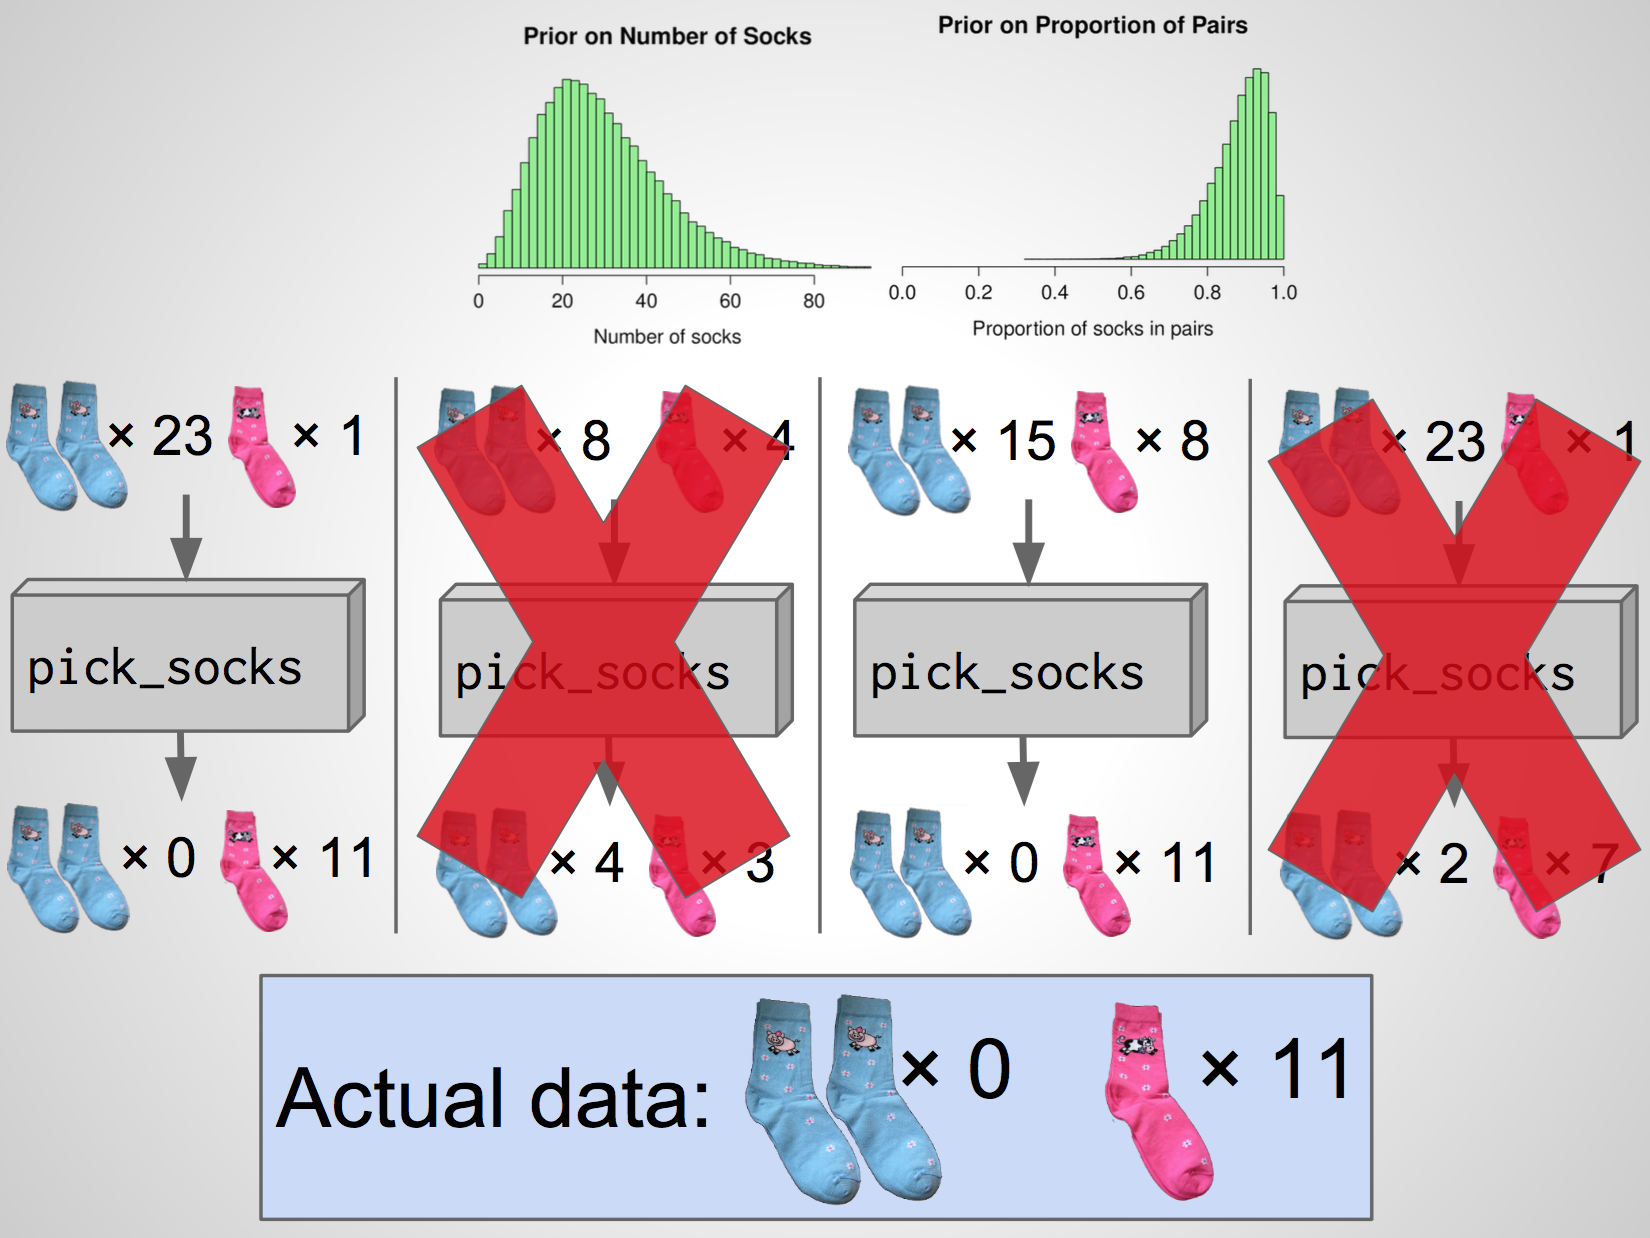 Prior on Number of Socks
Prior on Proportion of Pairs
0 20 40 60 80
0.0 0.2 0.4 0.6 0.8 1.0
Number of socks
Proportion of socks in pairs
× 23 × 1
× 8 × 4
× 15 × 8
× 23 × 1
pick_socks
pick_socks
pick_socks
pick_socks
× 0 × 11
× 4 × 3
× 0 × 11
× 2 × 7
Actual data: × 0 × 11